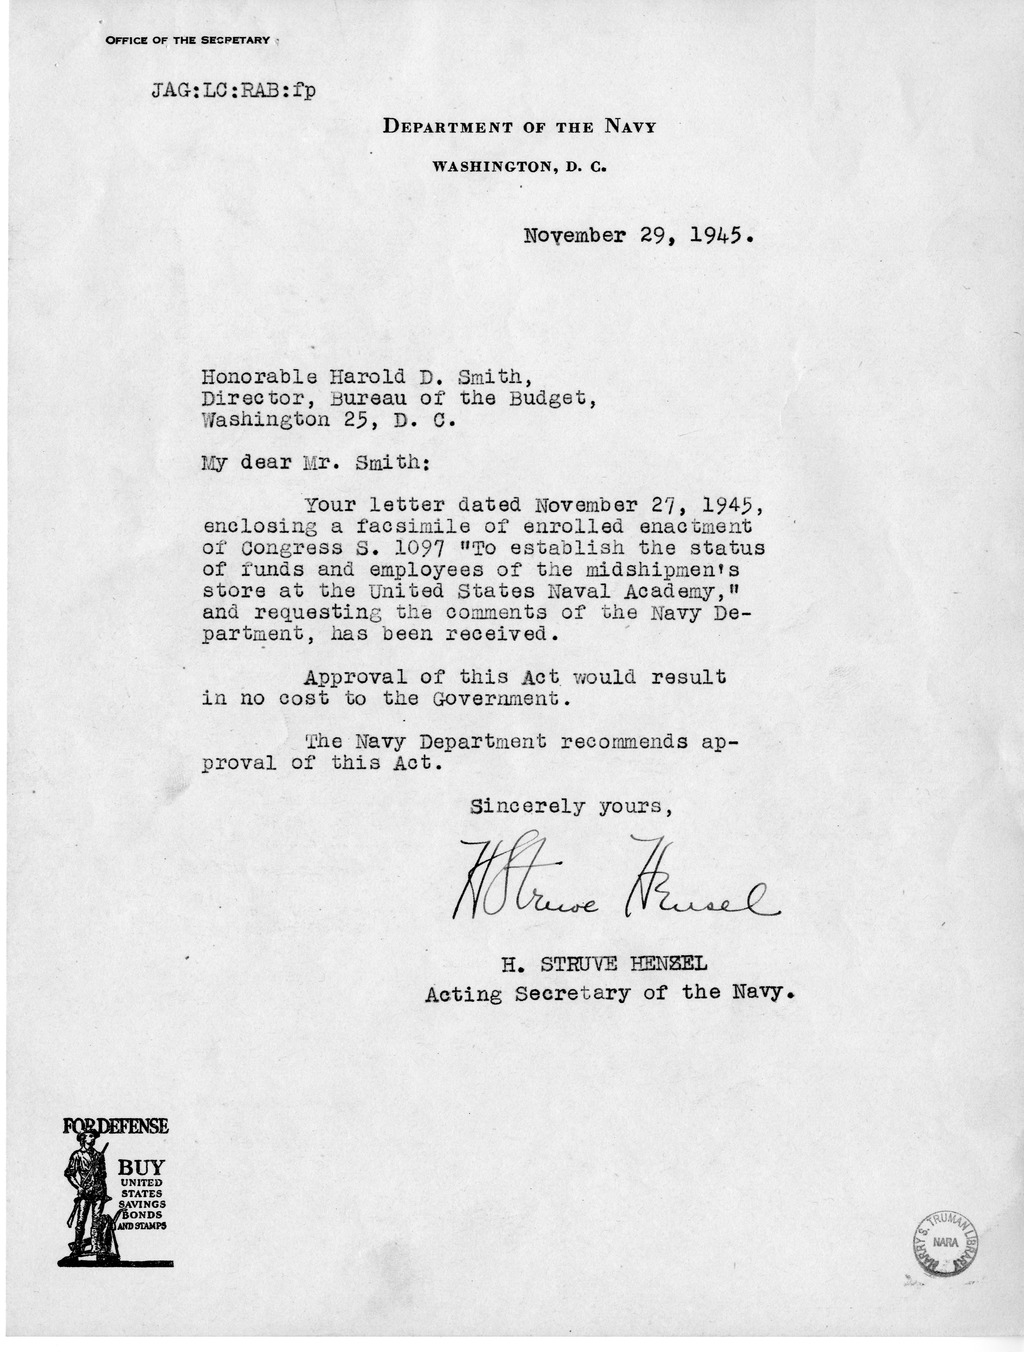 OFFICE OF THE SECRETARY
JAG:LC:RAB:fp
DEPARTMENT OF THE NAVY
WASHINGTON, D. C.
November 29, 1945.
Honorable Harold D. Smith,
Director, Bureau of the Budget,
Washington 25, D. C.
My dear Mr. Smith:
Your letter dated November 27, 1945,
enclosing a facsimile of enrolled enactment
of Congress S. 1097 "To establish the status
of funds and employees of the midshipmen's
store at the United States Naval Academy,"
and requesting the comments of the Navy De-
partment, has been received.
Approval of this Act would result
in no cost to the Government.
The Navy Department recommends ap-
proval of this Act.
Sincerely yours,
H Struve Hensel
H. STRUVE HENSEL
Acting Secretary of the Navy.
FOR DEFENSE
BUY
UNITED
STATES
SAVINGS
BONDS
AND STAMPS
HARRY S. TRUMAN LIBRARY
NARA